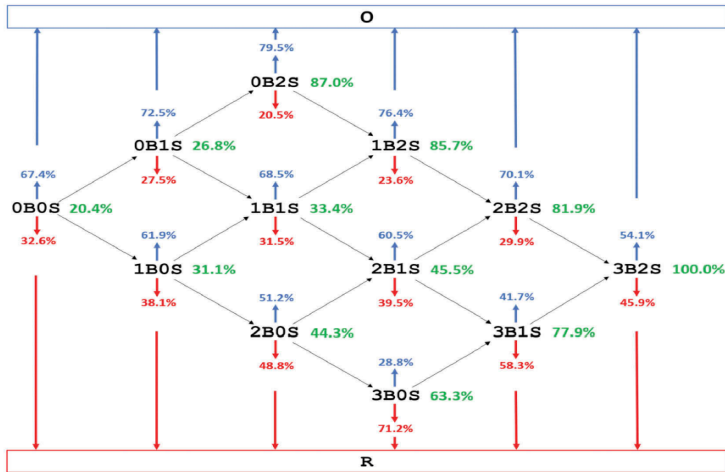 O
79.5%
0B2S 87.0%
20.5%
72.5%
76.4%
0B1S 26.8%
1B2S 85.7%
27.5%
23.6%
67.4%
68.5%
70.1%
0B0S 20.4%
1B1S 33.4%
2B2S 81.9%
32.6%
31.5%
29.9%
61.9%
60.5%
54.1%
1B0S 31.1%
2B1S 45.5%
3B2S 100.0%
38.1%
39.5%
45.9%
51.2%
41.7%
2B0S 44.3%
3B1S 77.9%
48.8%
58.3%
28.8%
3B0S 63.3%
71.2%
R